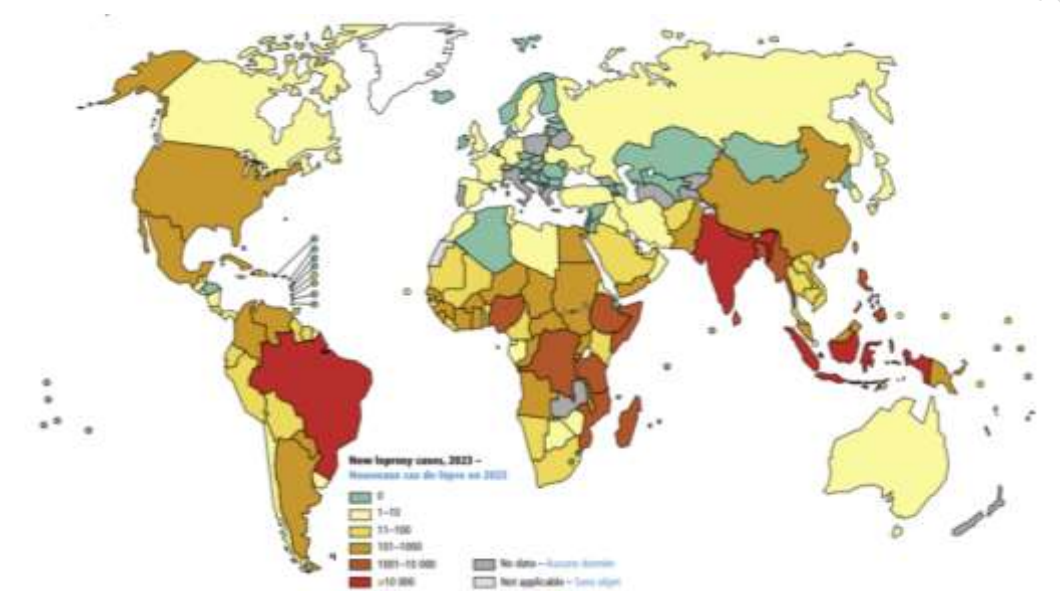 New leprosy cases, 2023 –
Nouveaux cas de lèpre en 2023
0
1–10
11–100
101–1000
1001–10 000
>10 000
No data – Aucune donnée
Not applicable – Sans objet